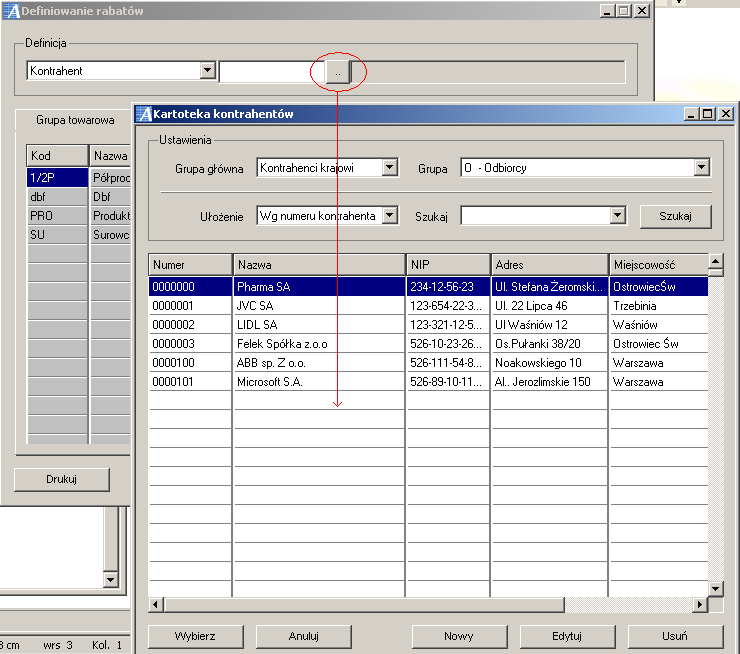 Definiowanie rabatów
Definicja
Kontrahent
..
Grupa towarowa
Kod Nazwa
1/2P Półproc
dbf Dbf
PRO Produkt
SU Surowc
Drukuj
cm wrs 3 Kol. 1
Kartoteka kontrahentów
Ustawienia
Grupa główna Kontrahenci krajowi Grupa O - Odbiorcy
Ułożenie Wg numeru kontrahenta Szukaj Szukaj
Numer Nazwa NIP Adres Miejscowość
0000000 Pharma SA 234-12-56-23 Ul. Stefana Żeromski... OstrowiecŚw
0000001 JVC SA 123-654-22-3... Ul. 22 Lipca 46 Trzebinia
0000002 LIDL SA 123-321-12-5... Ul Waśniów 12 Waśniów
0000003 Felek Spółka z.o.o 526-10-23-26... Os.Pułanki 38/20 Ostrowiec Św
0000100 ABB sp. Z o.o. 526-111-54-8... Noakowskiego 10 Warszawa
0000101 Microsoft S.A. 526-89-10-11... Al.. Jerozlimskie 150 Warszawa
Wybierz Anuluj Nowy Edytuj Usuń